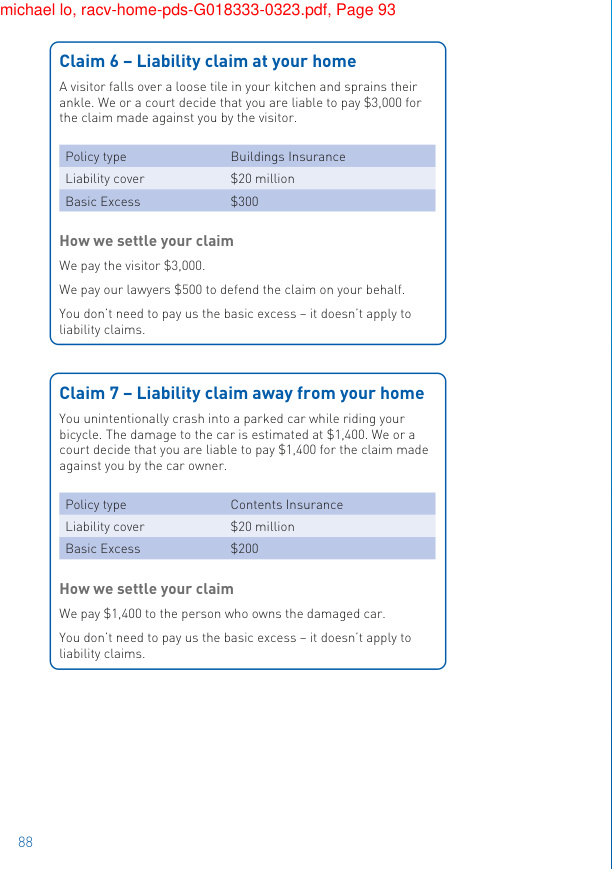 michael lo, racv-home-pds-G018333-0323.pdf, Page 93
Claim 6 – Liability claim at your home
A visitor falls over a loose tile in your kitchen and sprains their
ankle. We or a court decide that you are liable to pay $3,000 for
the claim made against you by the visitor.
Policy type Buildings Insurance
Liability cover $20 million
Basic Excess $300
How we settle your claim
We pay the visitor $3,000.
We pay our lawyers $500 to defend the claim on your behalf.
You don't need to pay us the basic excess – it doesn't apply to
liability claims.
Claim 7 – Liability claim away from your home
You unintentionally crash into a parked car while riding your
bicycle. The damage to the car is estimated at $1,400. We or a
court decide that you are liable to pay $1,400 for the claim made
against you by the car owner.
Policy type Contents Insurance
Liability cover $20 million
Basic Excess $200
How we settle your claim
We pay $1,400 to the person who owns the damaged car.
You don't need to pay us the basic excess – it doesn't apply to
liability claims.
88